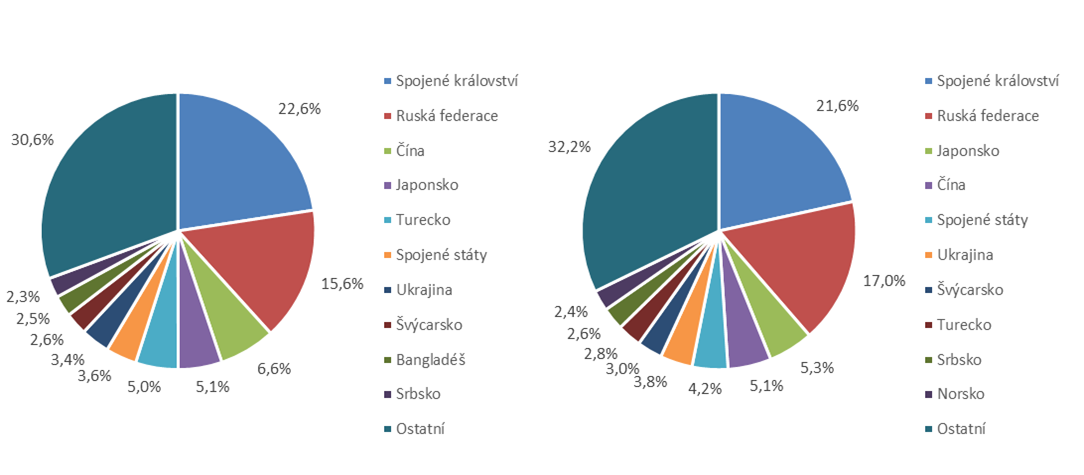 22,6%
15,6%
6,6%
5,1%
5,0%
3,6%
3,4%
2,6%
2,5%
2,3%
30,6%
Spojené království
Ruská federace
Čína
Japonsko
Turecko
Spojené státy
Ukrajina
Švýcarsko
Bangladéš
Srbsko
Ostatní
21,6%
17,0%
5,3%
5,1%
4,2%
3,8%
3,0%
2,8%
2,6%
2,4%
32,2%
Spojené království
Ruská federace
Japonsko
Čína
Spojené státy
Ukrajina
Švýcarsko
Turecko
Srbsko
Norsko
Ostatní